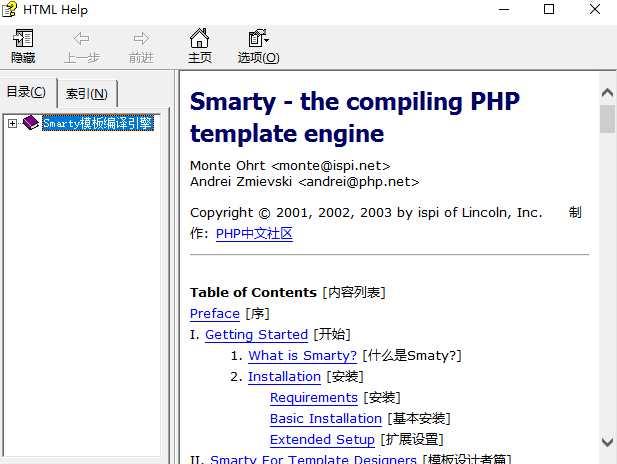 HTML Help
隐藏 上一步 前进 主页 选项(O)
目录(C) 索引(N)
Smarty模板编译引擎
Smarty - the compiling PHP
template engine
Monte Ohrt <monte@ispi.net>
Andrei Zmievski <andrei@php.net>
Copyright © 2001, 2002, 2003 by ispi of Lincoln, Inc. 制
作: PHP中文社区
Table of Contents [内容列表]
Preface [序]
I. Getting Started [开始]
1. What is Smarty? [什么是Smaty?]
2. Installation [安装]
Requirements [安装]
Basic Installation [基本安装]
Extended Setup [扩展设置]
II. Smarty For Template Designers [模板设计者篇]